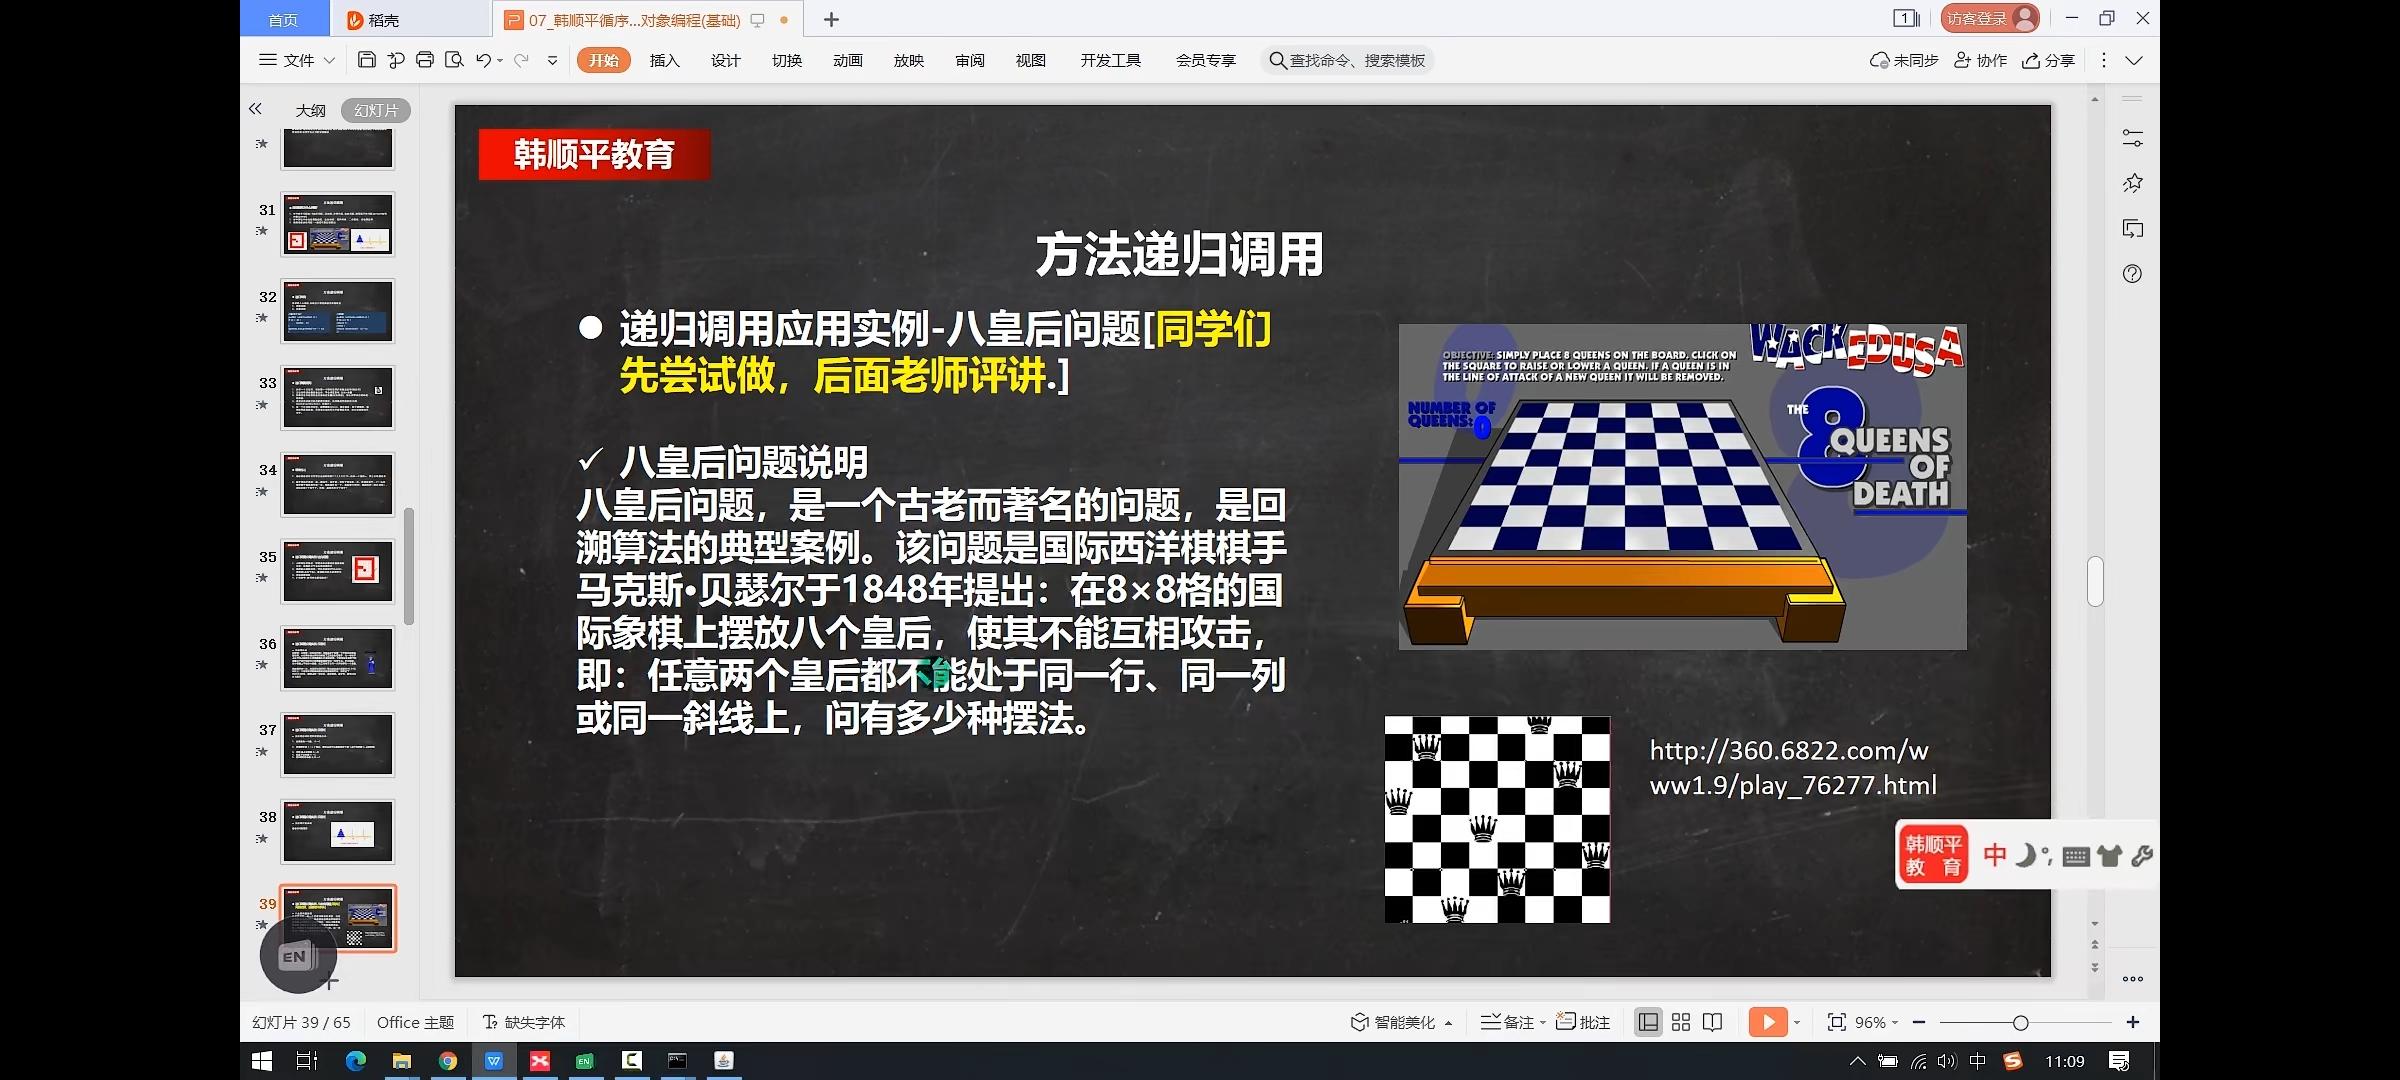 首页
稻壳
07_韩顺平循序...对象编程(基础)
1
访客登录
文件
开始
插入
设计
切换
动画
放映
审阅
视图
开发工具
会员专享
查找命令、搜索模板
未同步
协作
分享
大纲
幻灯片
31
32
33
34
35
36
37
38
39
韩顺平教育
方法递归调用
递归调用应用实例-八皇后问题[同学们
先尝试做，后面老师评讲.]
八皇后问题说明
八皇后问题，是一个古老而著名的问题，是回
溯算法的典型案例。该问题是国际西洋棋棋手
马克斯•贝瑟尔于1848年提出：在8×8格的国
际象棋上摆放八个皇后，使其不能互相攻击，
即：任意两个皇后都不能处于同一行、同一列
或同一斜线上，问有多少种摆法。
WACKEDUSA
OBJECTIVE: SIMPLY PLACE 8 QUEENS ON THE BOARD. CLICK ON
THE SQUARE TO RAISE OR LOWER A QUEEN. IF A QUEEN IS IN
THE LINE OF ATTACK OF A NEW QUEEN IT WILL BE REMOVED.
NUMBER OF
QUEENS: 0
THE 8
QUEENS
OF
DEATH
http://360.6822.com/w
ww1.9/play_76277.html
韩顺平
教 育
中
EN
幻灯片 39 / 65
Office 主题
缺失字体
智能美化
备注
批注
96%
EN
中
11:09